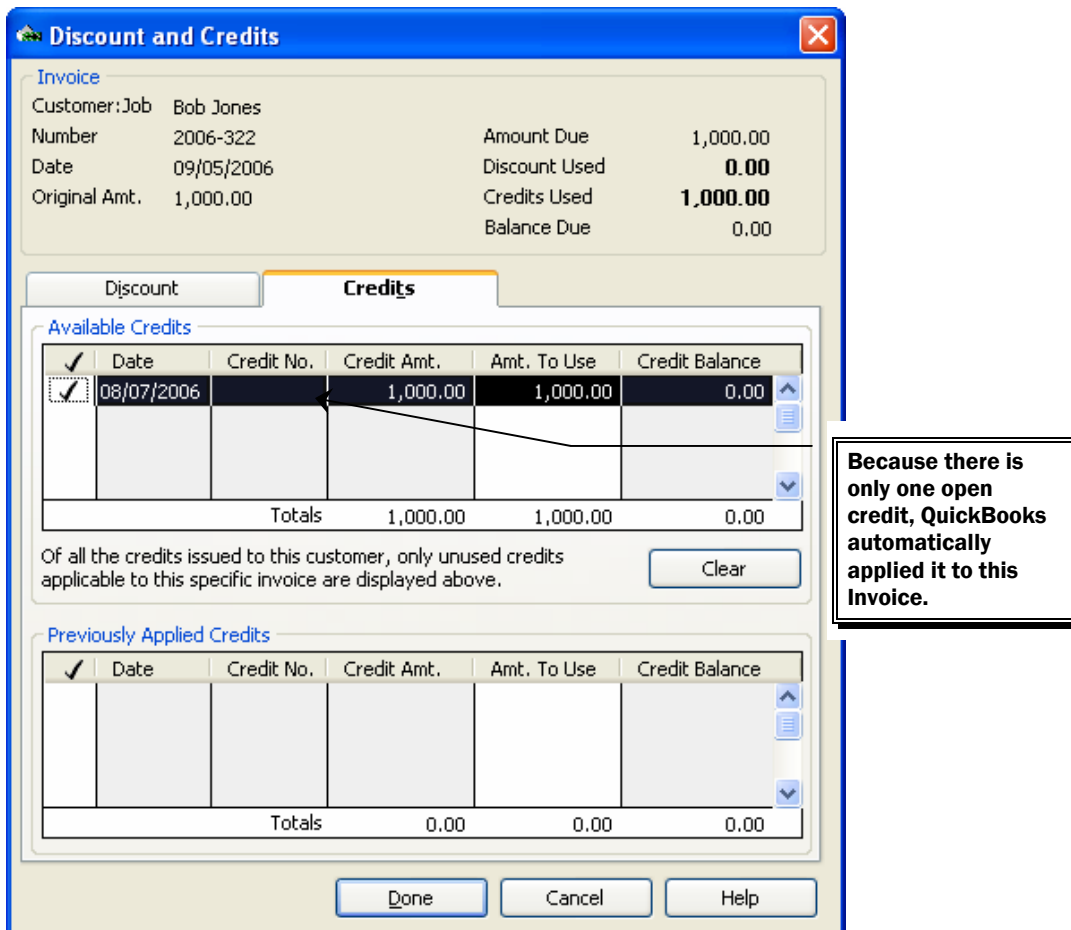 Discount and Credits
Invoice
Customer:Job Bob Jones
Number 2006-322 Amount Due 1,000.00
Date 09/05/2006 Discount Used 0.00
Original Amt. 1,000.00 Credits Used 1,000.00
Balance Due 0.00
Discount Credits
Available Credits
✓ Date Credit No. Credit Amt. Amt. To Use Credit Balance
✓ 08/07/2006 1,000.00 1,000.00 0.00
Totals 1,000.00 1,000.00 0.00
Of all the credits issued to this customer, only unused credits
applicable to this specific invoice are displayed above.
Clear
Because there is
only one open
credit, QuickBooks
automatically
applied it to this
Invoice.
Previously Applied Credits
✓ Date Credit No. Credit Amt. Amt. To Use Credit Balance
Totals 0.00 0.00 0.00
Done Cancel Help